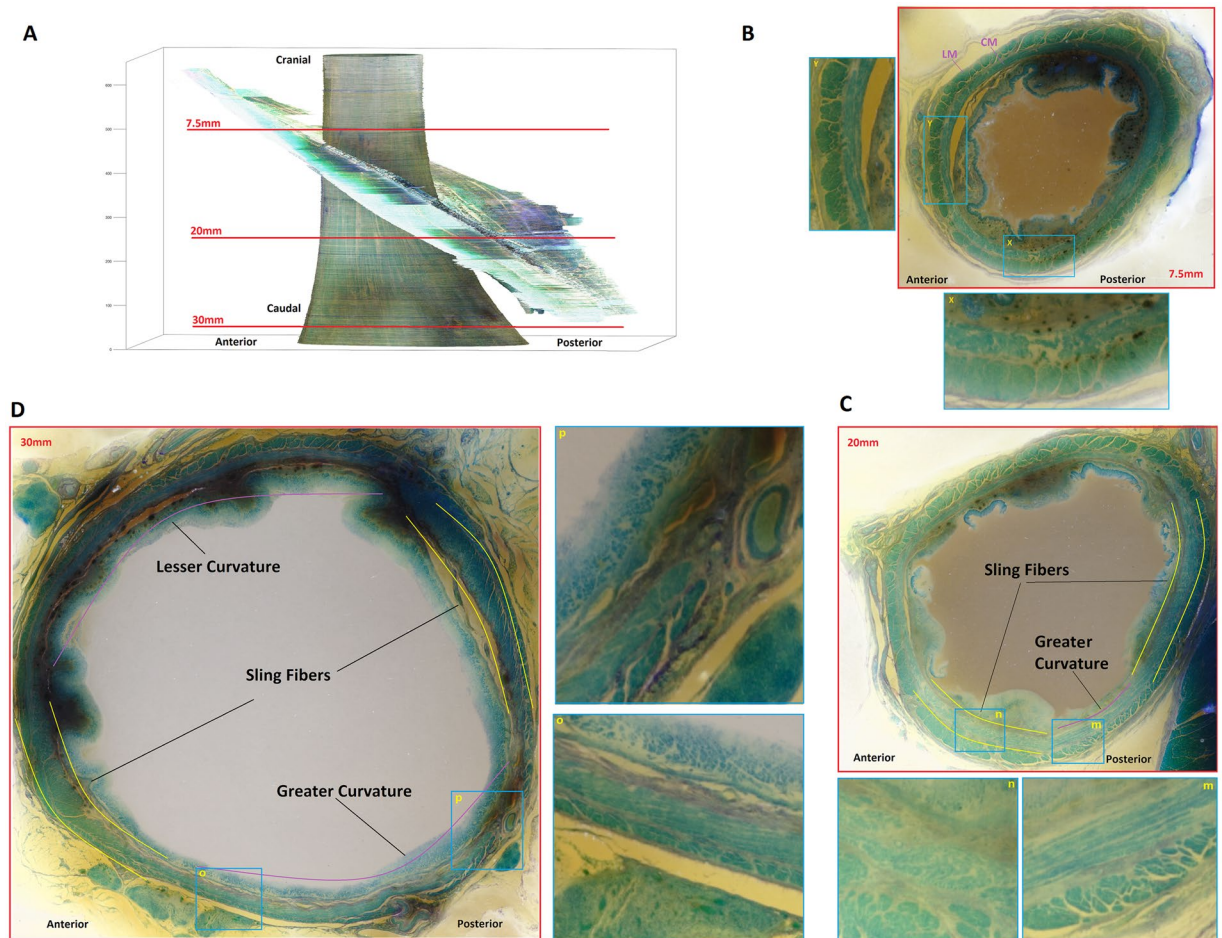 A
Cranial
7.5mm
20mm
Caudal
30mm
Anterior
Posterior
B
LM
CM
Y
Y
X
Anterior
Posterior
7.5mm
X
D
30mm
Lesser Curvature
Sling Fibers
Greater Curvature
p
o
Anterior
Posterior
p
o
C
20mm
Sling Fibers
Greater
Curvature
n
m
Anterior
Posterior
n
m